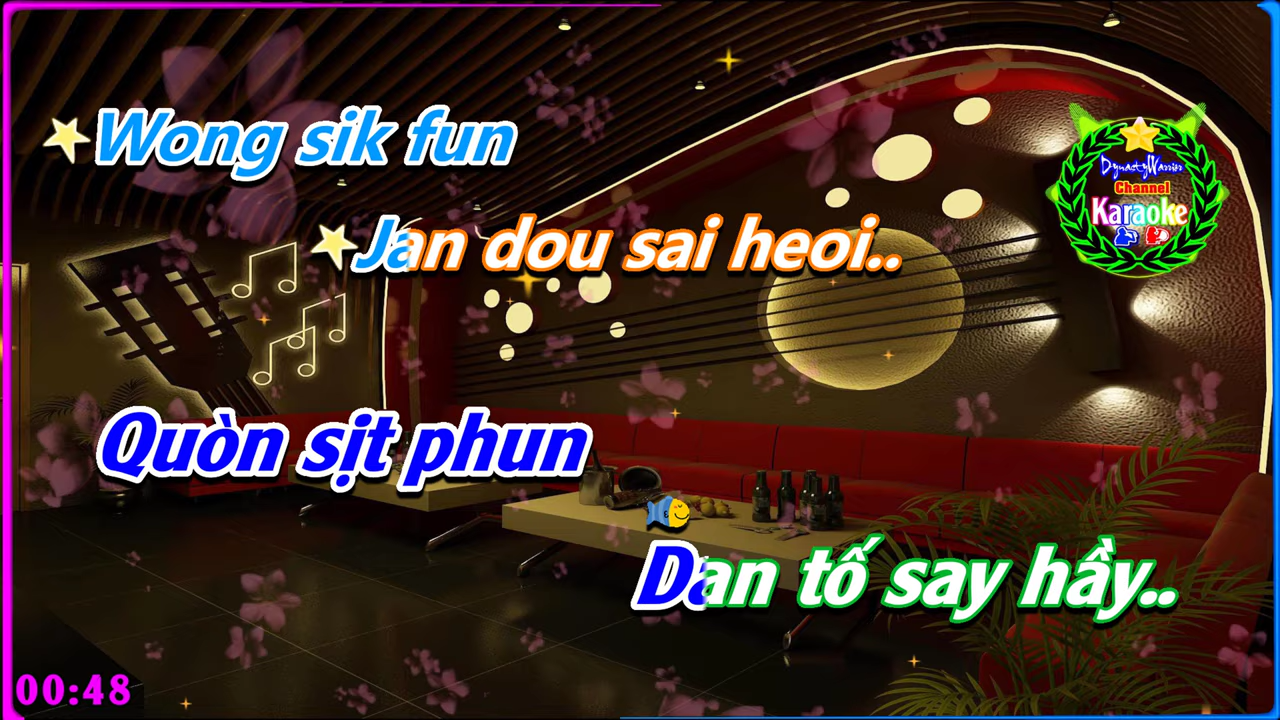 Wong sik fun
Jan dou sai heoi..
Quòn sịt phun
Dan tố say hầy..
DynastyWarrior
Channel
Karaoke
00:48